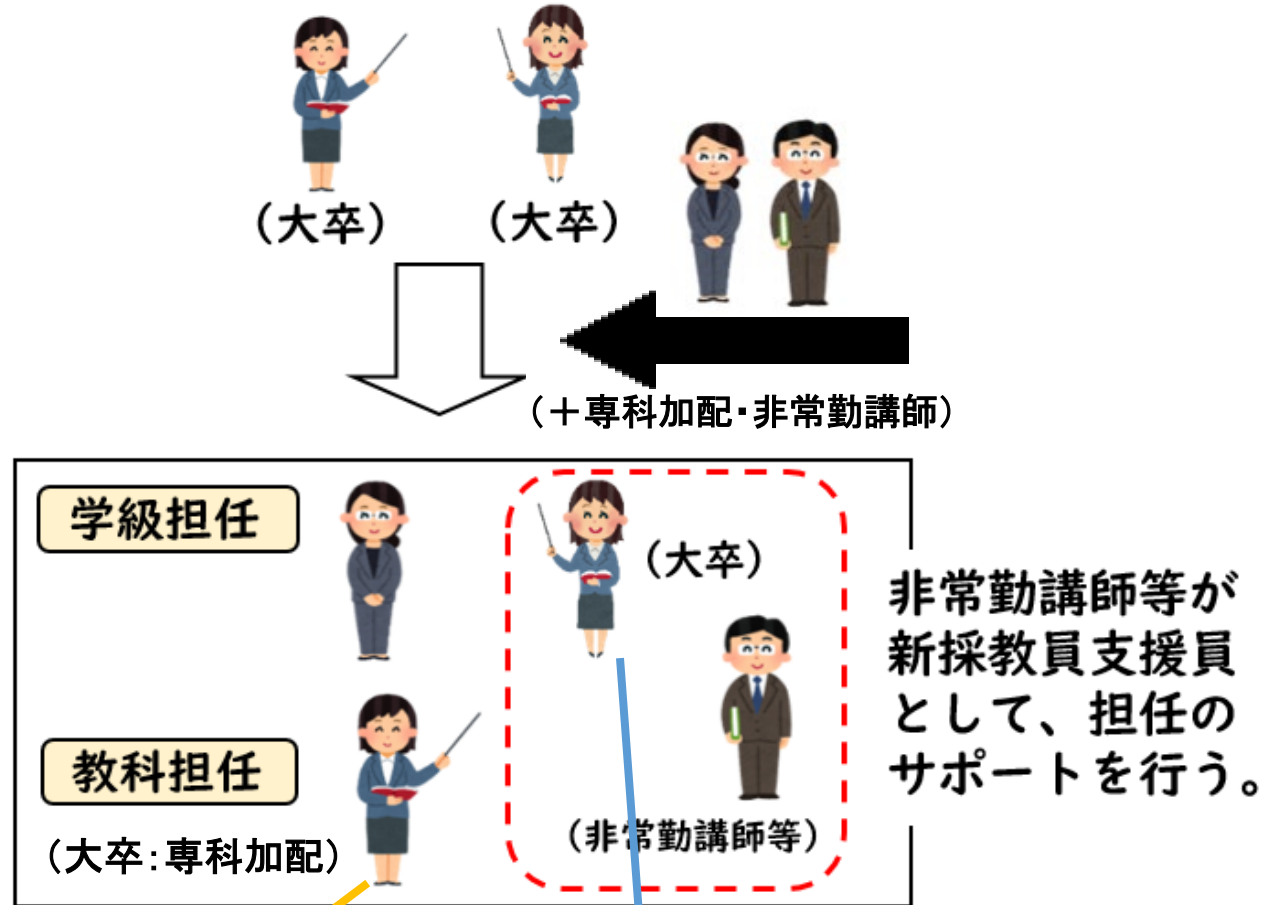 （大卒）
（大卒）
（＋専科加配・非常勤講師）
学級担任
（大卒）
教科担任
（大卒：専科加配）
（非常勤講師等）
非常勤講師等が
新採教員支援員
として、担任の
サポートを行う。